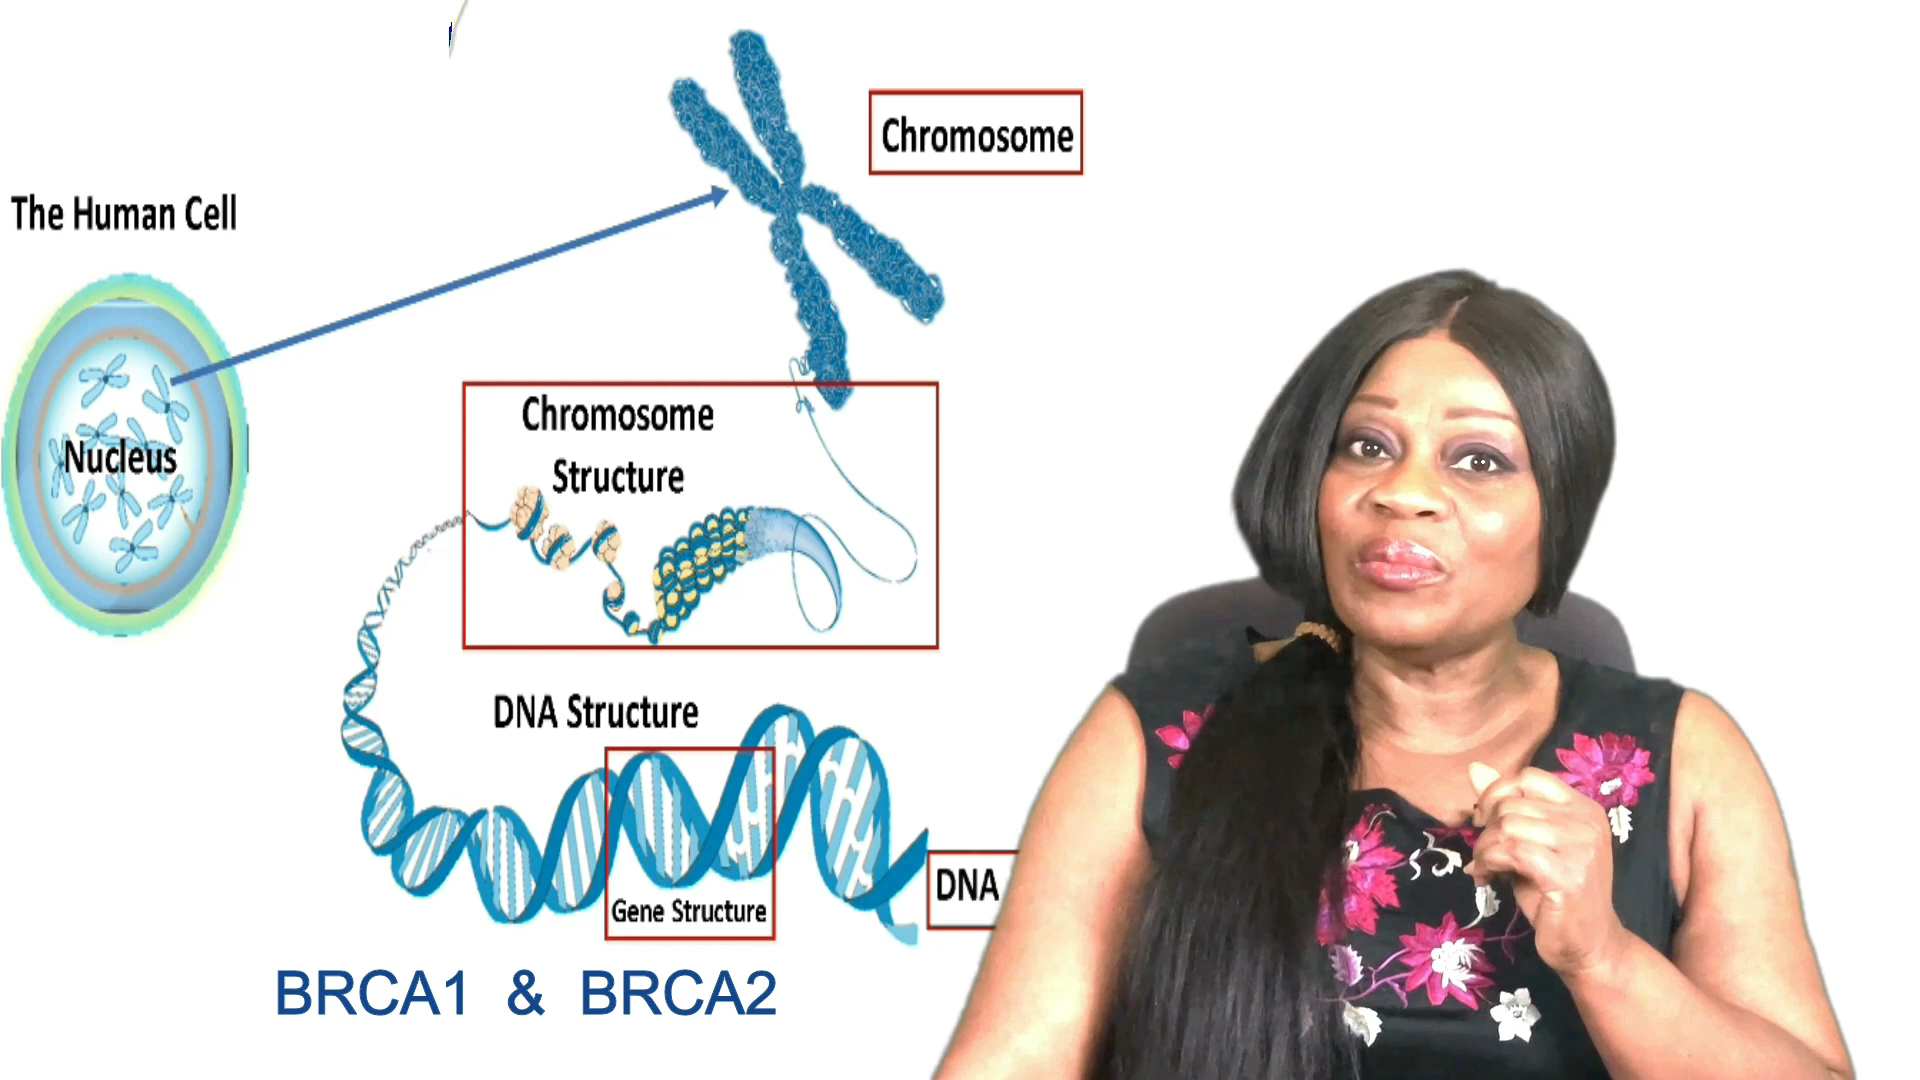 Chromosome
The Human Cell
Nucleus
Chromosome
Structure
DNA Structure
Gene Structure
DNA
BRCA1 & BRCA2